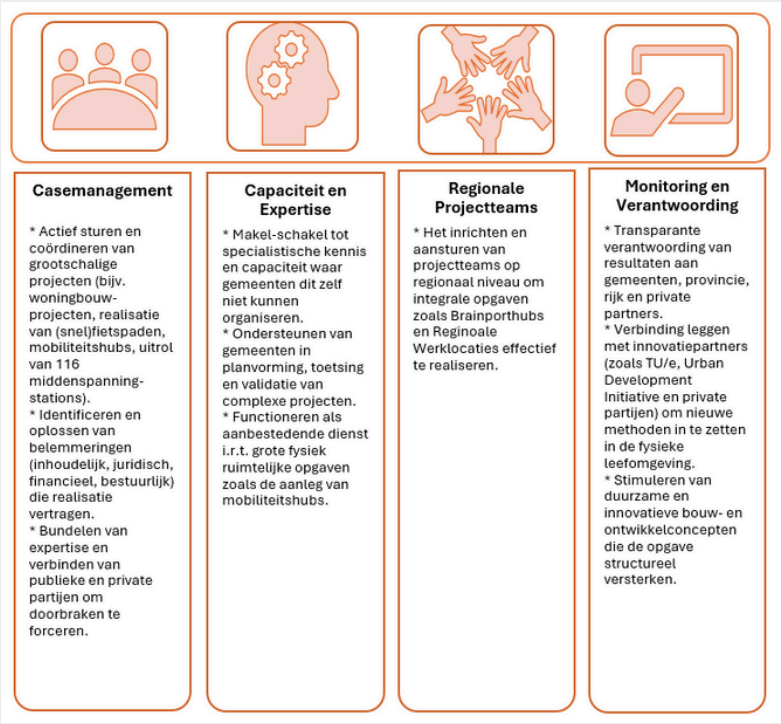 Casemanagement
* Actief sturen en
coördineren van
grootschalige
projecten (bijv.
woningbouw-
projecten, realisatie
van (snel)fietspaden,
mobiliteitshubs, uitrol
van 116
middenspanning-
stations).
* Identificeren en
oplossen van
belemmeringen
(inhoudelijk, juridisch,
financieel, bestuurlijk)
die realisatie
vertragen.
* Bundelen van
expertise en
verbinden van
publieke en private
partijen om
doorbraken te
forceren.
Capaciteit en
Expertise
* Makel-schakel tot
specialistische kennis
en capaciteit waar
gemeenten dit zelf
niet kunnen
organiseren.
* Ondersteunen van
gemeenten in
planvorming, toetsing
en validatie van
complexe projecten.
* Functioneren als
aanbestedende dienst
i.r.t. grote fysiek
ruimtelijke opgaven
zoals de aanleg van
mobiliteitshubs.
Regionale
Projectteams
* Het inrichten en
aansturen van
projectteams op
regionaal niveau om
integrale opgaven
zoals Brainporthubs
en Reginoale
Werklocaties effectief
te realiseren.
Monitoring en
Verantwoording
* Transparante
verantwoording van
resultaten aan
gemeenten, provincie,
rijk en private
partners.
* Verbinding leggen
met innovatiepartners
(zoals TU/e, Urban
Development
Initiative en private
partijen) om nieuwe
methoden in te zetten
in de fysieke
leefomgeving.
* Stimuleren van
duurzame en
innovatieve bouw- en
ontwikkelconcepten
die de opgave
structureel
versterken.